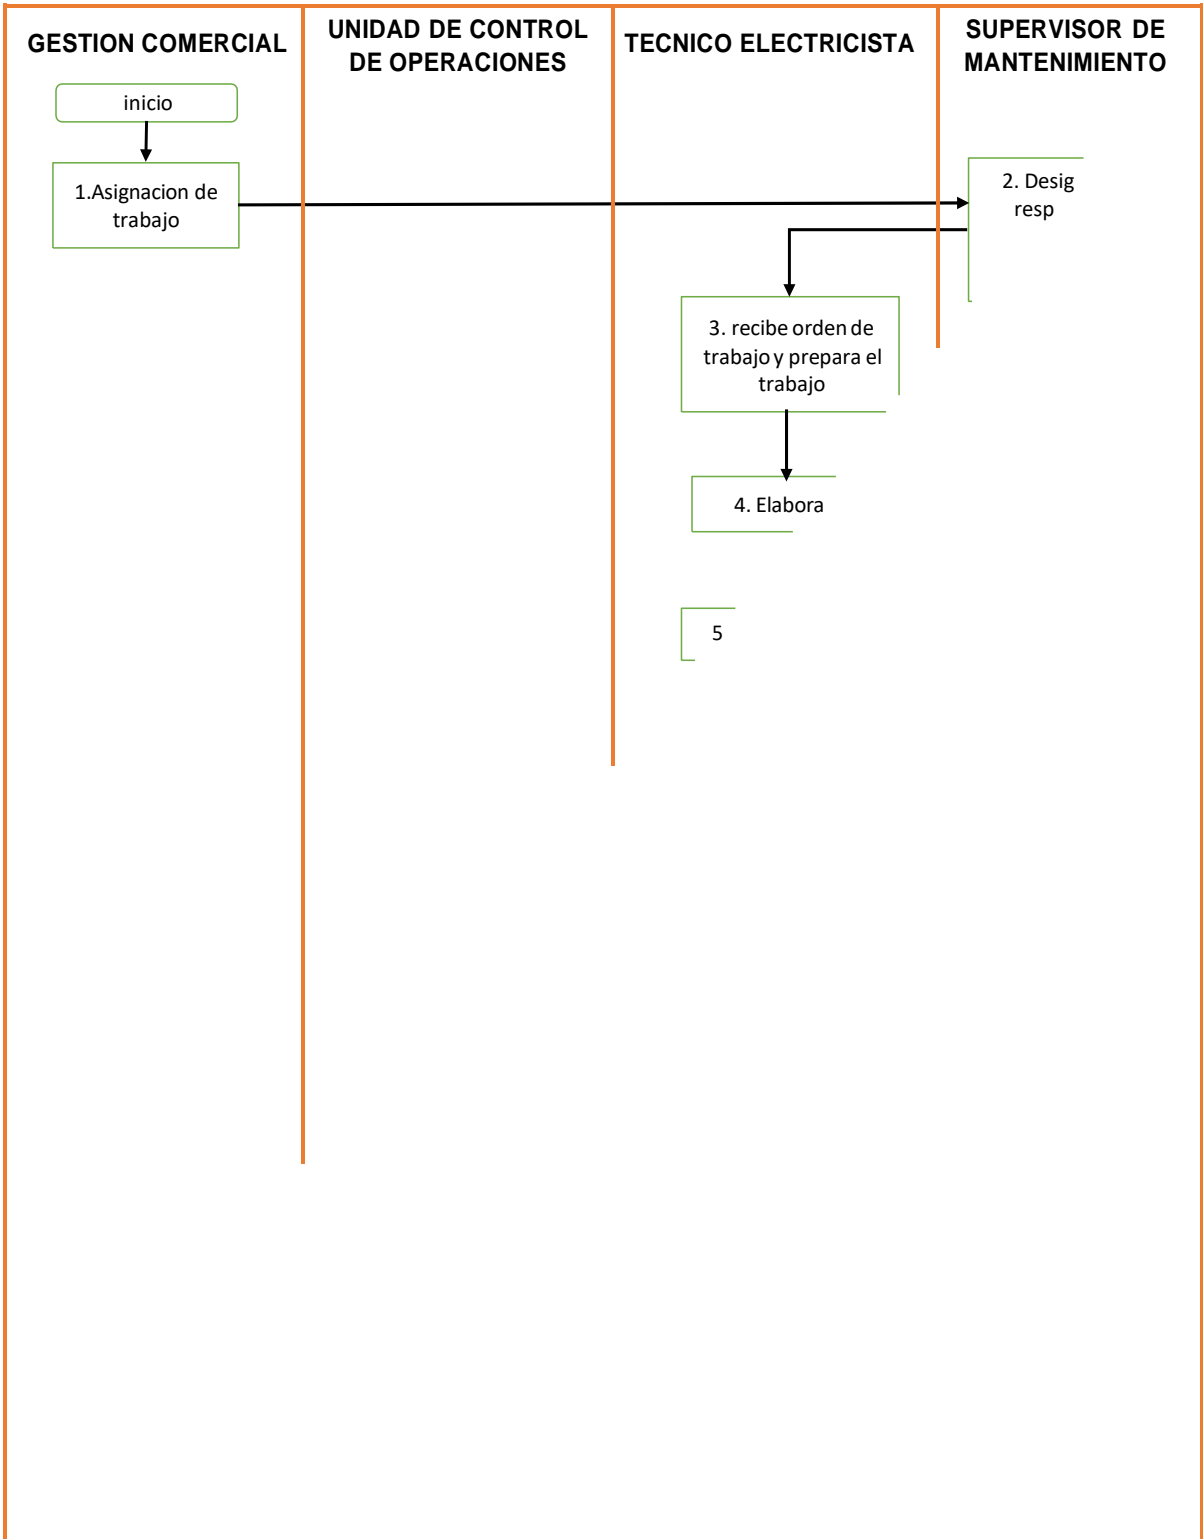 GESTION COMERCIAL
UNIDAD DE CONTROL
DE OPERACIONES
TECNICO ELECTRICISTA
SUPERVISOR DE
MANTENIMIENTO
inicio
1.Asignacion de
trabajo
2. Desig
resp
3. recibe orden de
trabajo y prepara el
trabajo
4. Elabora
5